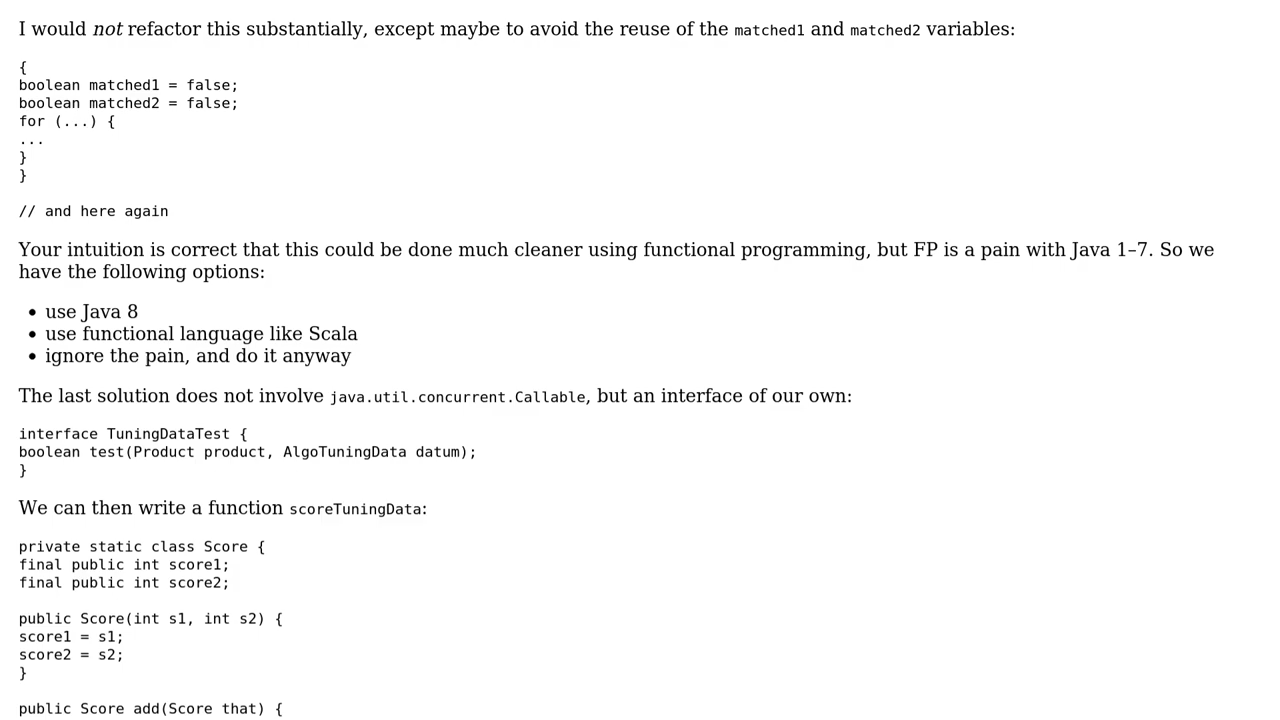 I would not refactor this substantially, except maybe to avoid the reuse of the matched1 and matched2 variables:
{
boolean matched1 = false;
boolean matched2 = false;
for (...) {
...
}
}
// and here again
Your intuition is correct that this could be done much cleaner using functional programming, but FP is a pain with Java 1–7. So we
have the following options:
• use Java 8
• use functional language like Scala
• ignore the pain, and do it anyway
The last solution does not involve java.util.concurrent.Callable, but an interface of our own:
interface TuningDataTest {
boolean test(Product product, AlgoTuningData datum);
}
We can then write a function scoreTuningData:
private static class Score {
final public int score1;
final public int score2;
public Score(int s1, int s2) {
score1 = s1;
score2 = s2;
}
public Score add(Score that) {